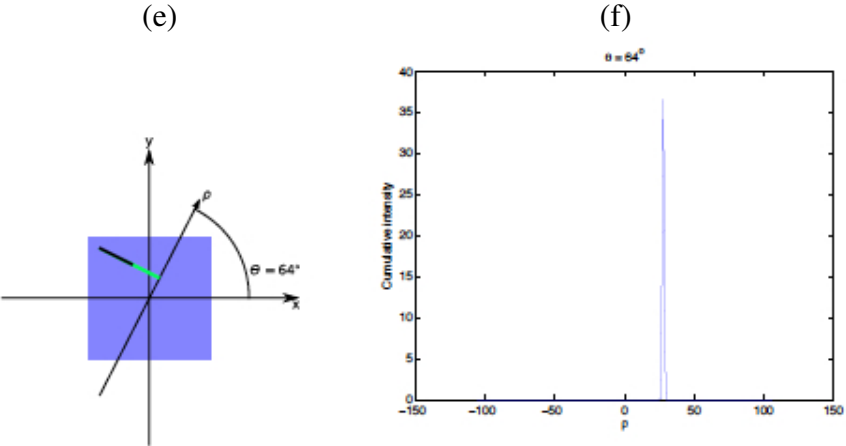 (e)
(f)
y
ρ
θ = 64°
x
θ = 64⁰
40
35
30
25
20
15
10
5
0
Cumulative intensity
−150 −100 −50 0 50 100 150
ρ